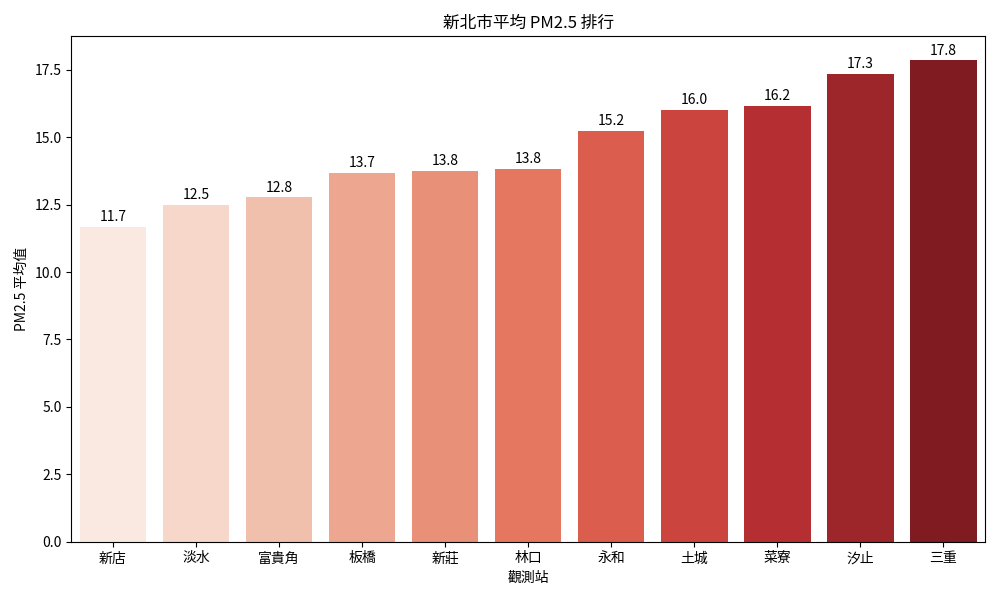 新北市平均 PM2.5 排行
PM2.5 平均值
17.5
15.0
12.5
10.0
7.5
5.0
2.5
0.0
11.7
12.5
12.8
13.7
13.8
13.8
15.2
16.0
16.2
17.3
17.8
新店
淡水
富貴角
板橋
新莊
林口
永和
土城
菜寮
汐止
三重
觀測站